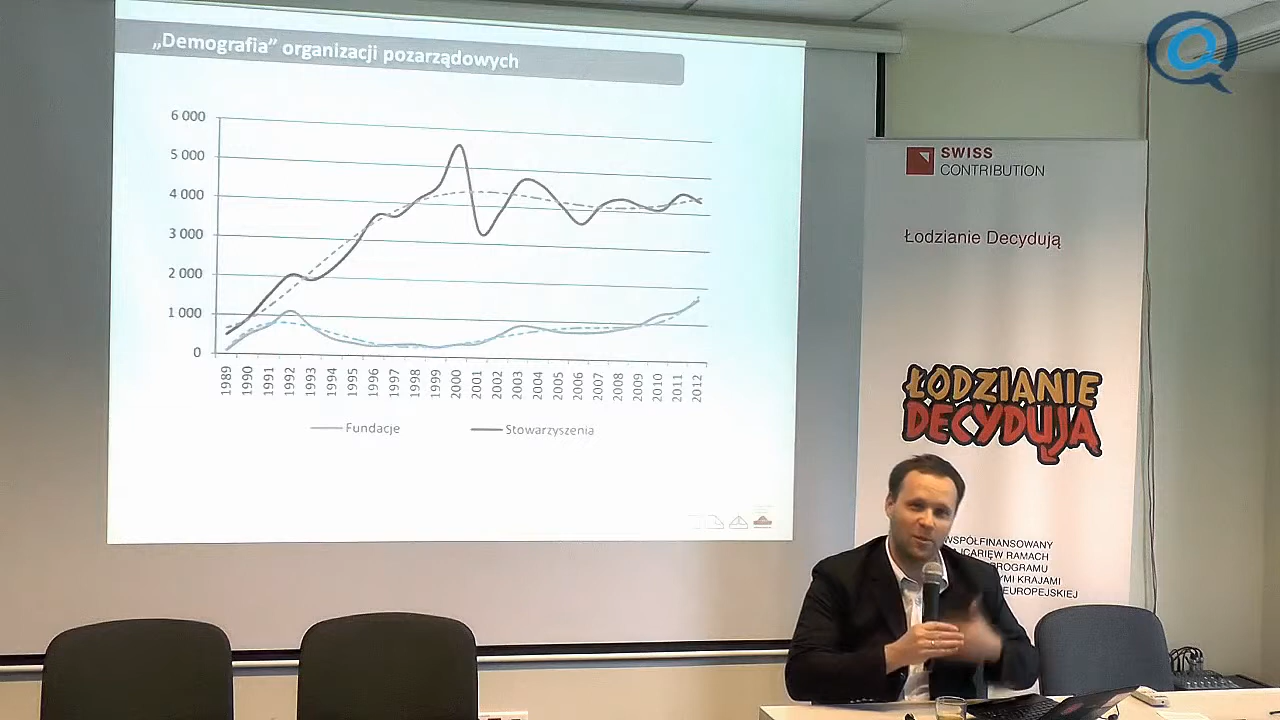 „Demografia” organizacji pozarządowych
6 000
5 000
4 000
3 000
2 000
1 000
0
1989
1990
1991
1992
1993
1994
1995
1996
1997
1998
1999
2000
2001
2002
2003
2004
2005
2006
2007
2008
2009
2010
2011
2012
Fundacje
Stowarzyszenia
SWISS
CONTRIBUTION
Łodzianie Decydują
ŁODZIANIE
DECYDUJĄ
WSPÓŁFINANSOWANY
RAMACH
KRAJAMI
EUROPEJSKIEJ